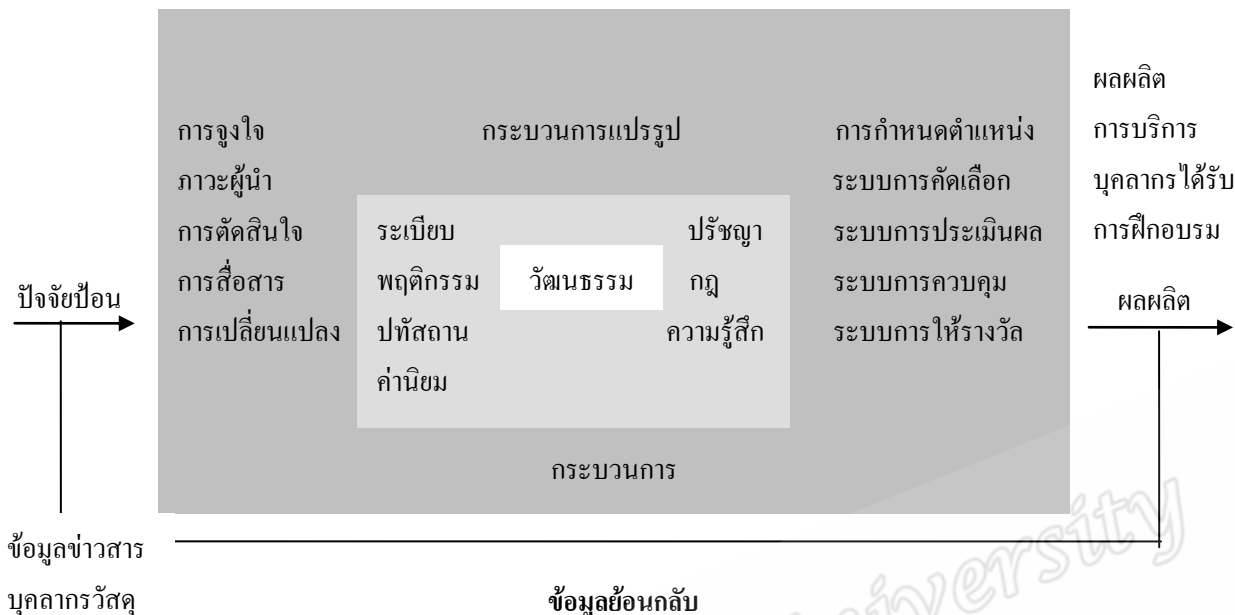 ผลผลิต
การจูงใจ กระบวนการแปรรูป การกำหนดตำแหน่ง การบริการ
ภาวะผู้นำ ระบบการคัดเลือก บุคลากรได้รับ
การตัดสินใจ ระเบียบ ปรัชญา ระบบการประเมินผล การฝึกอบรม
การสื่อสาร พฤติกรรม วัฒนธรรม กฎ ระบบการควบคุม
ปัจจัยป้อน ผลผลิต
การเปลี่ยนแปลง ปทัสถาน ความรู้สึก ระบบการให้รางวัล
ค่านิยม
กระบวนการ
ข้อมูลข่าวสาร
บุคลากรวัสดุ ข้อมูลย้อนกลับ
iversity